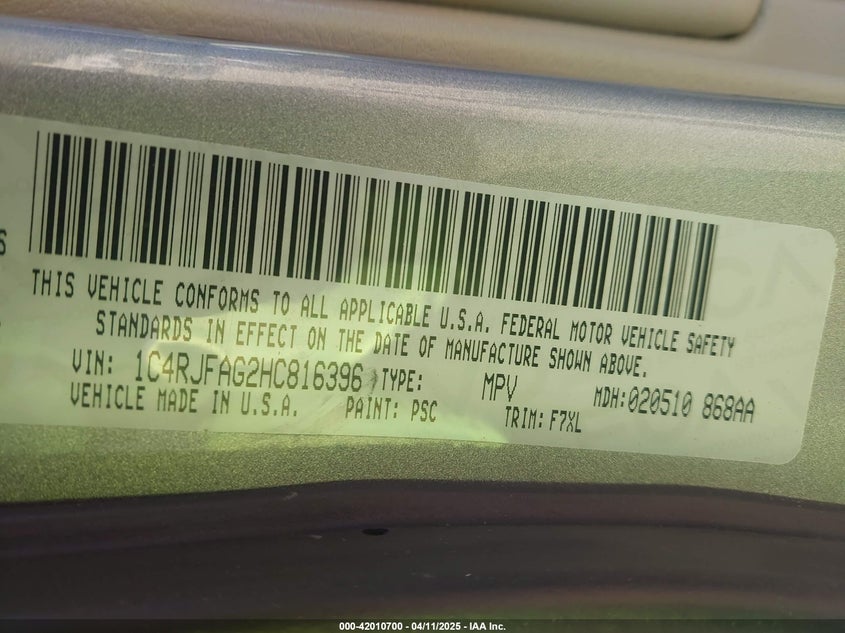 THIS VEHICLE CONFORMS TO ALL APPLICABLE U.S.A. FEDERAL MOTOR VEHICLE SAFETY
STANDARDS IN EFFECT ON THE DATE OF MANUFACTURE SHOWN ABOVE.
VIN: 1C4RJFAG2HC816396 TYPE: MPV MDH:020510 868AA
VEHICLE MADE IN U.S.A. PAINT: PSC TRIM: F7XL
000-42010700 - 04/11/2025 - IAA Inc.